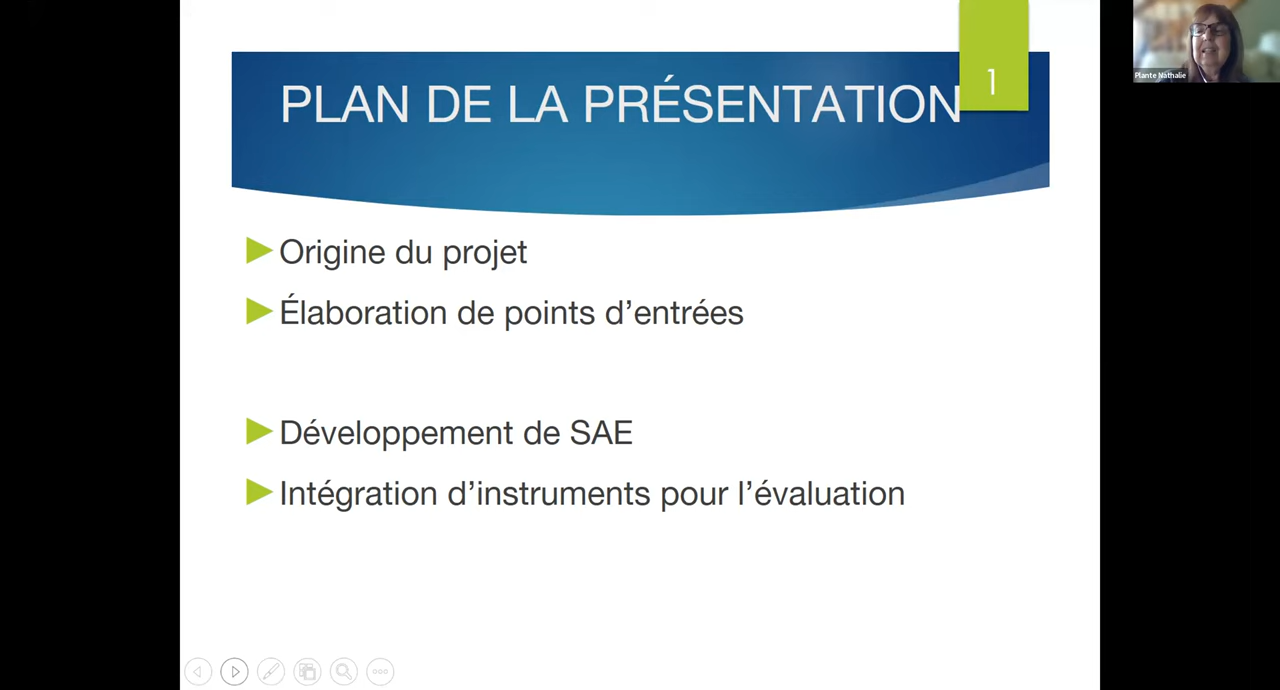 1
PLAN DE LA PRÉSENTATION
Origine du projet
Élaboration de points d’entrées
Développement de SAE
Intégration d’instruments pour l’évaluation
Plante Nathalie